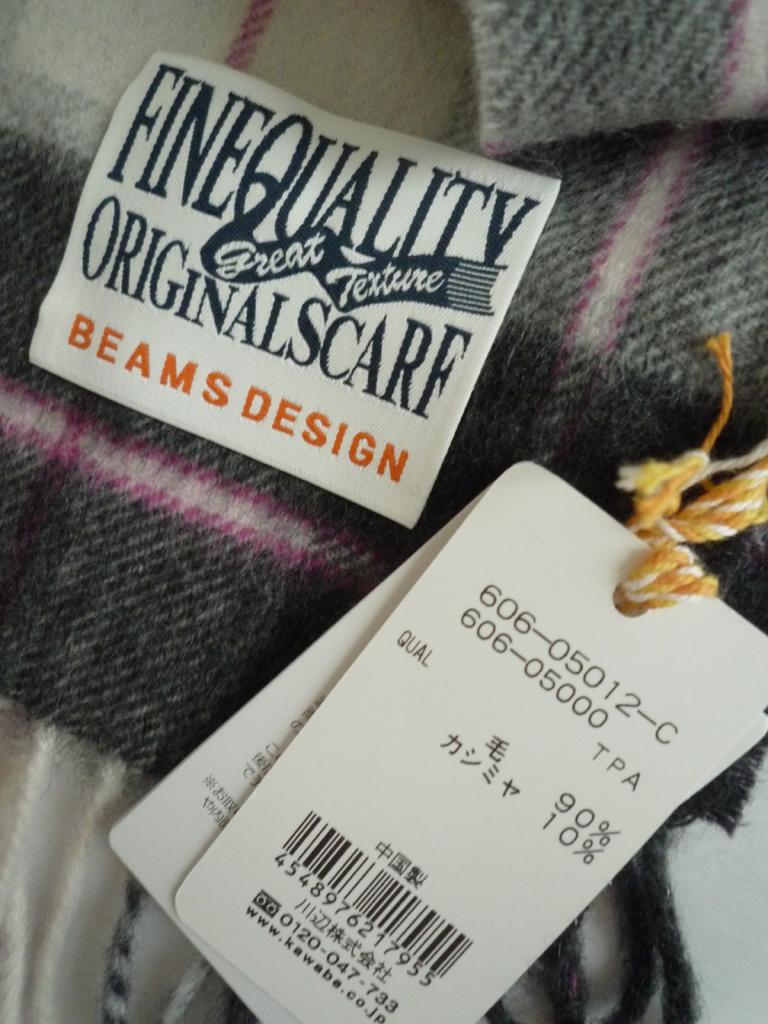 FINEQUALITY
Great Texture
ORIGINALSCARF
BEAMS DESIGN
606-05012-C
606-05000
QUAL
TPA
毛 90%
カシミヤ 10%
中国製
4548976217955
川辺株式会社
0120-047-733
www.kawabe.co.jp